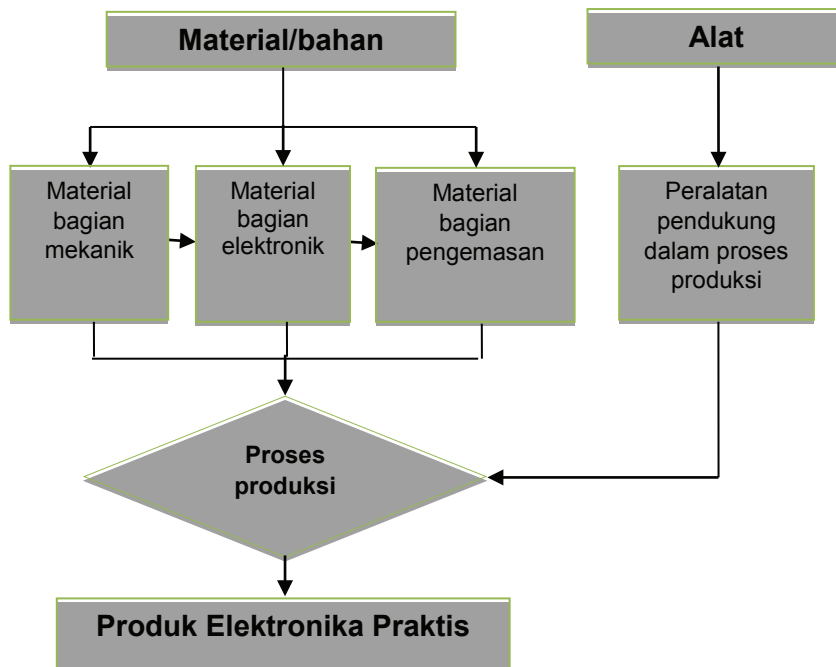 Material/bahan
Alat
Material
bagian
mekanik
Material
bagian
elektronik
Material
bagian
pengemasan
Peralatan
pendukung
dalam proses
produksi
Proses
produksi
Produk Elektronika Praktis